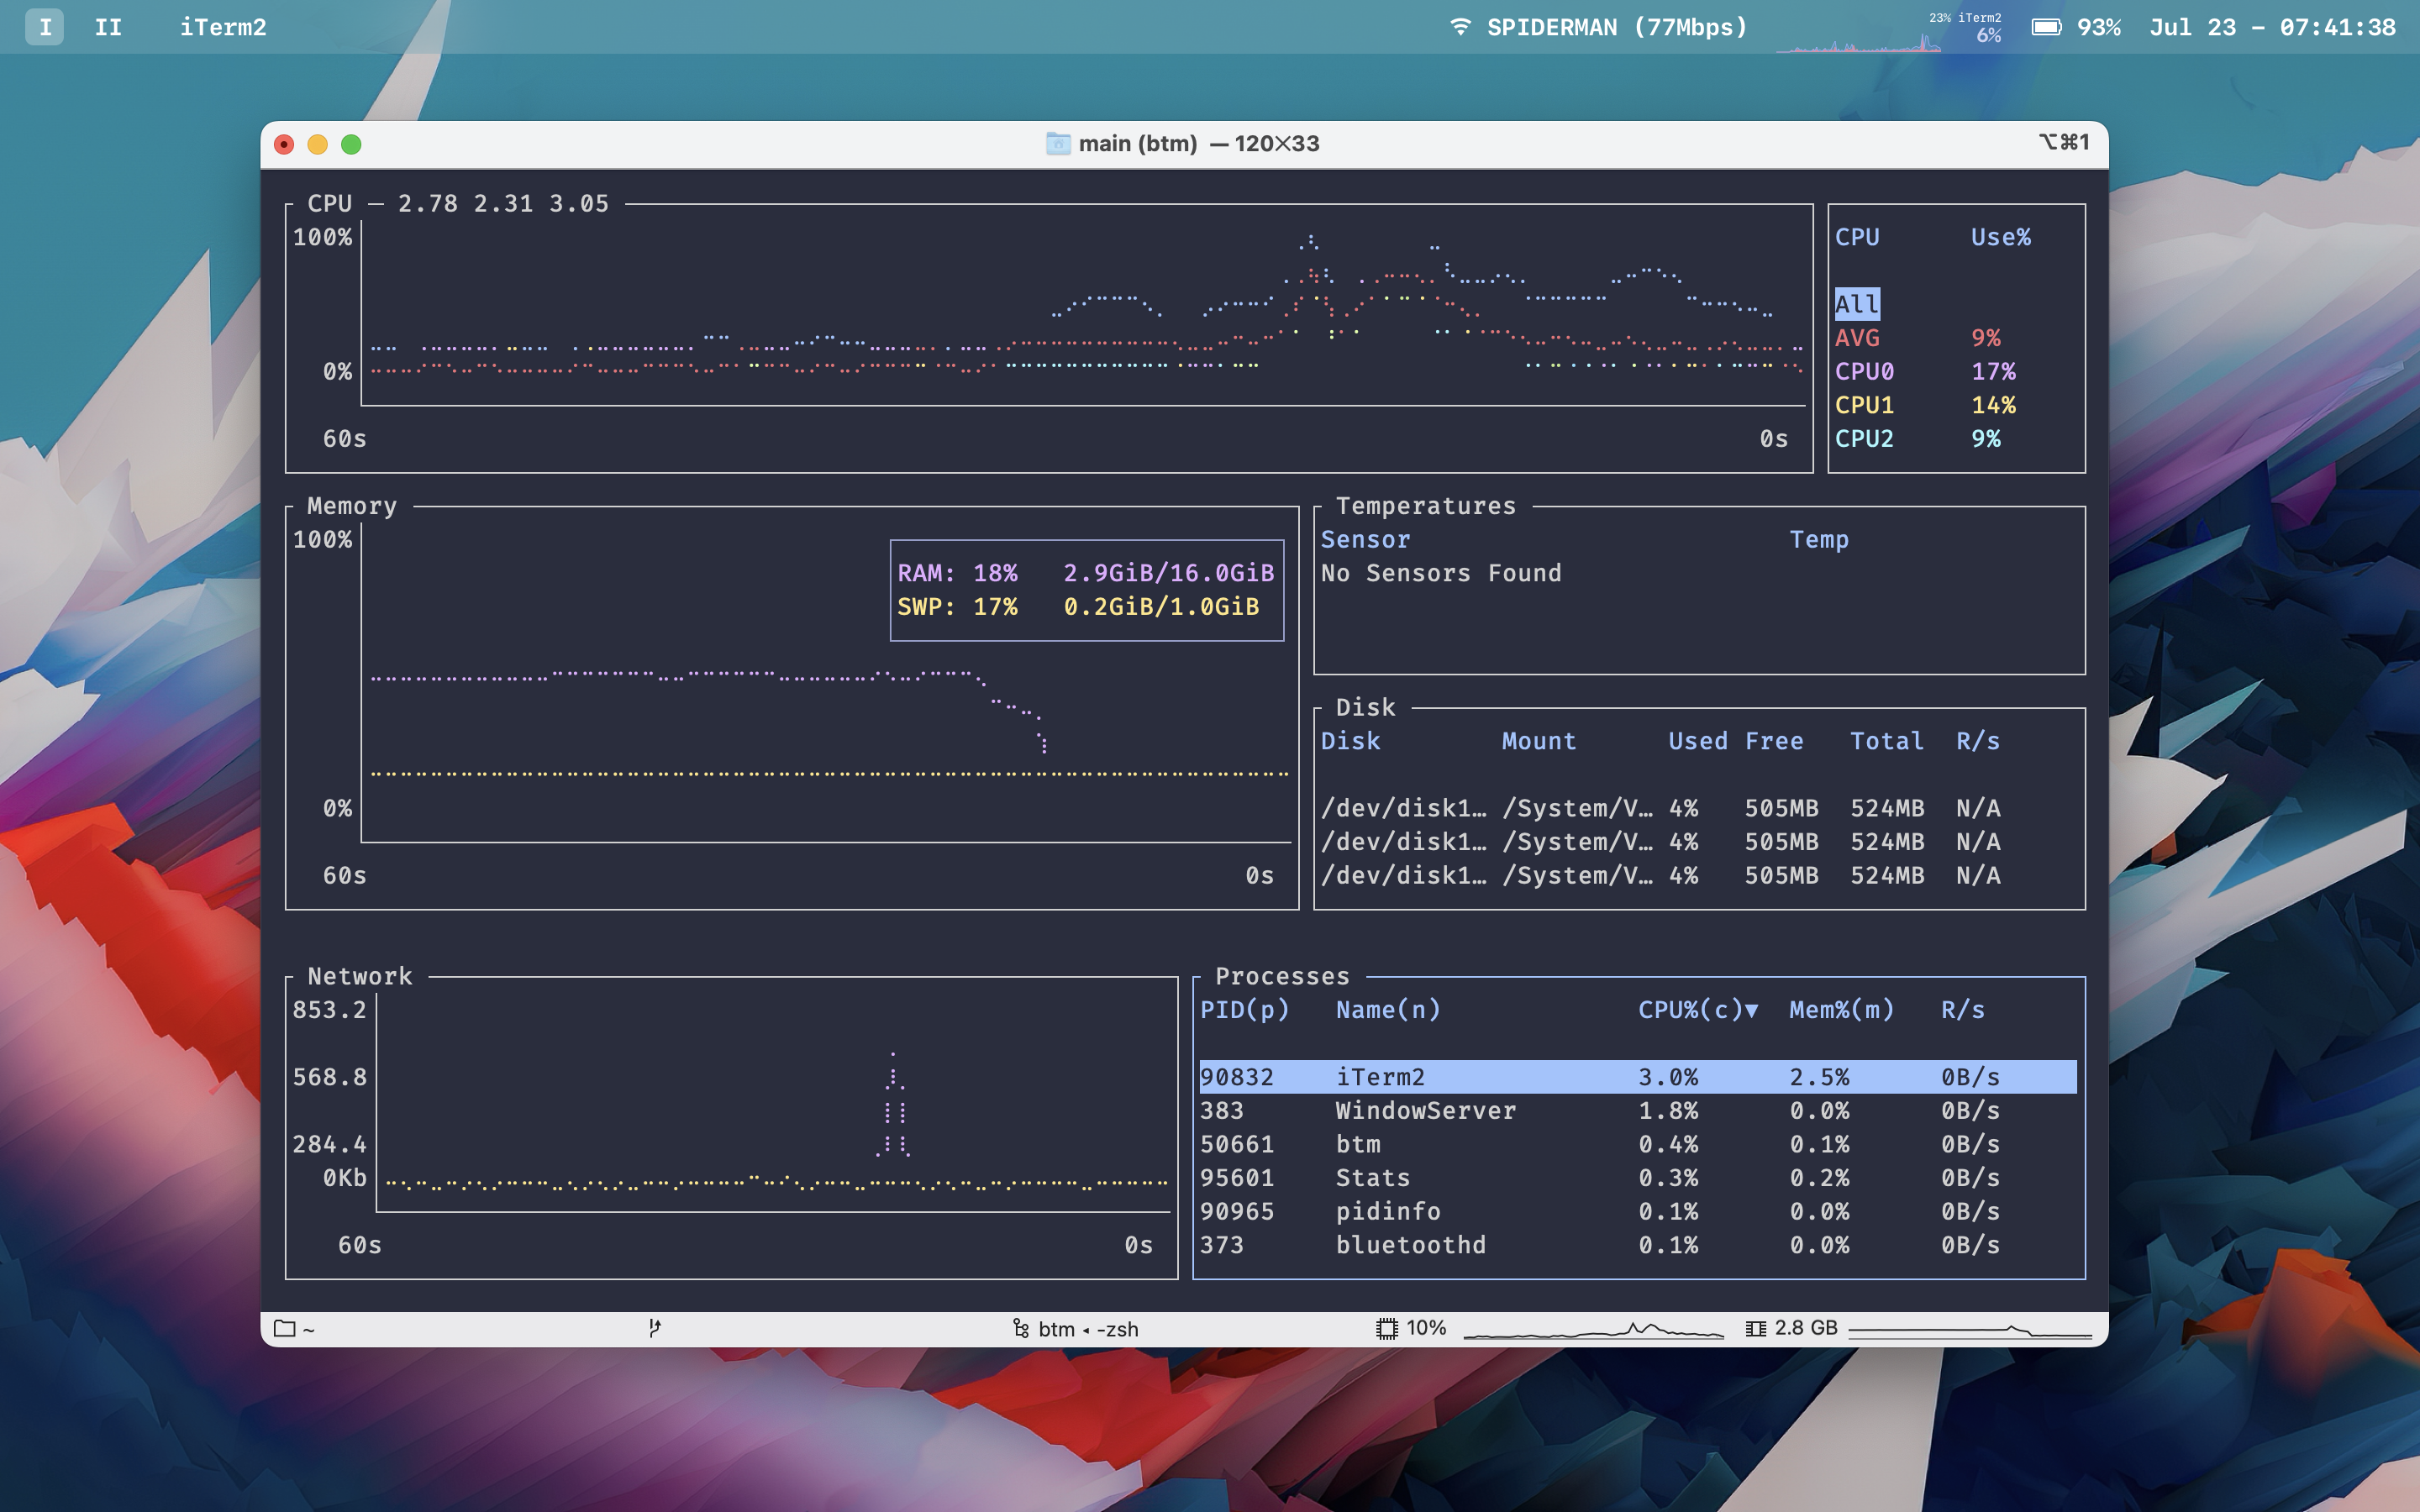 I II iTerm2 SPIDERMAN (77Mbps) 23% iTerm2 6% 93% Jul 23 – 07:41:38
main (btm) — 120✕33 ⌥⌘1
CPU — 2.78 2.31 3.05
100%
0%
60s 0s
CPU Use%
All
AVG 9%
CPU0 17%
CPU1 14%
CPU2 9%
Memory
100%
RAM: 18% 2.9GiB/16.0GiB
SWP: 17% 0.2GiB/1.0GiB
0%
60s 0s
Temperatures
Sensor Temp
No Sensors Found
Disk
Disk Mount Used Free Total R/s
/dev/disk1… /System/V… 4% 505MB 524MB N/A
/dev/disk1… /System/V… 4% 505MB 524MB N/A
/dev/disk1… /System/V… 4% 505MB 524MB N/A
Network
853.2
568.8
284.4
0Kb
60s 0s
Processes
PID(p) Name(n) CPU%(c)▼ Mem%(m) R/s
90832 iTerm2 3.0% 2.5% 0B/s
383 WindowServer 1.8% 0.0% 0B/s
50661 btm 0.4% 0.1% 0B/s
95601 Stats 0.3% 0.2% 0B/s
90965 pidinfo 0.1% 0.0% 0B/s
373 bluetoothd 0.1% 0.0% 0B/s
~ btm ◂ -zsh 10% 2.8 GB